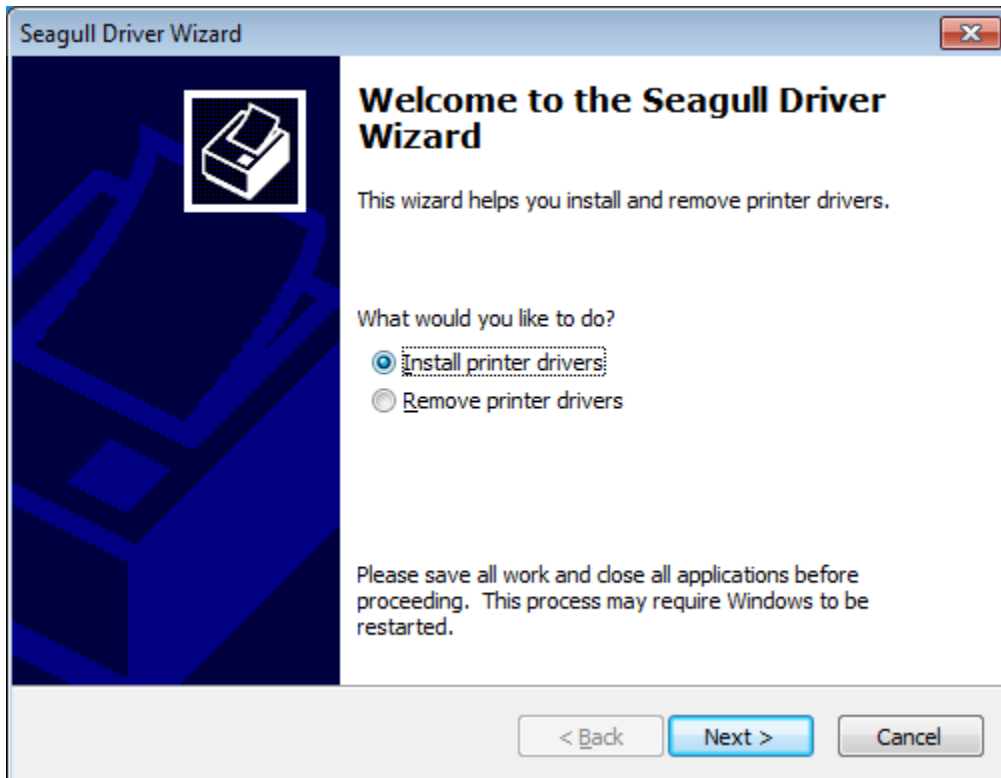 Seagull Driver Wizard
Welcome to the Seagull Driver
Wizard
This wizard helps you install and remove printer drivers.
What would you like to do?
Install printer drivers
Remove printer drivers
Please save all work and close all applications before
proceeding.  This process may require Windows to be
restarted.
< Back
Next >
Cancel